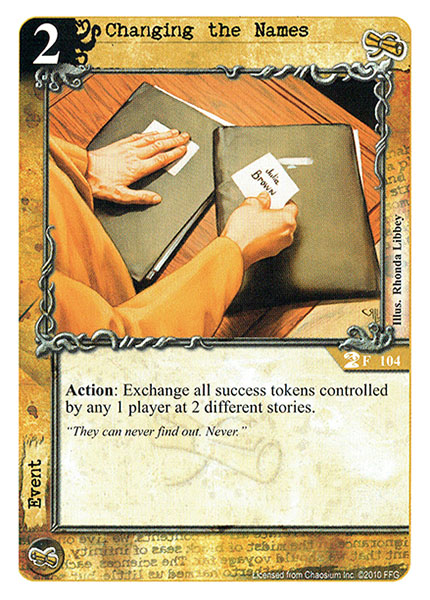 2
Changing the Names
Julia
Brown
Illus. Rhonda Libbey
F 104
Action: Exchange all success tokens controlled
by any 1 player at 2 different stories.
"They can never find out. Never."
Event
Licensed from Chaosium Inc. ©2010 FFG